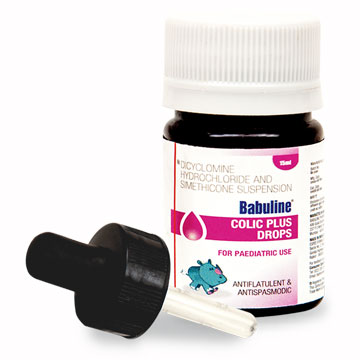 15ml
DICYCLOMINE
HYDROCHLORIDE AND
SIMETHICONE SUSPENSION
Babuline®
COLIC PLUS
DROPS
FOR PAEDIATRIC USE
ANTIFLATULENT &
ANTISPASMODIC